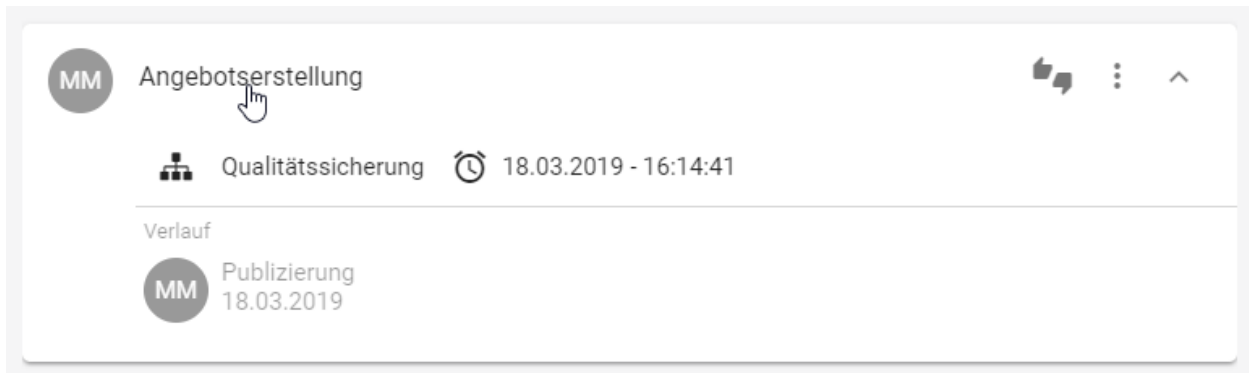 MM Angebotserstellung
Qualitätssicherung 18.03.2019 - 16:14:41
Verlauf
MM Publizierung
18.03.2019